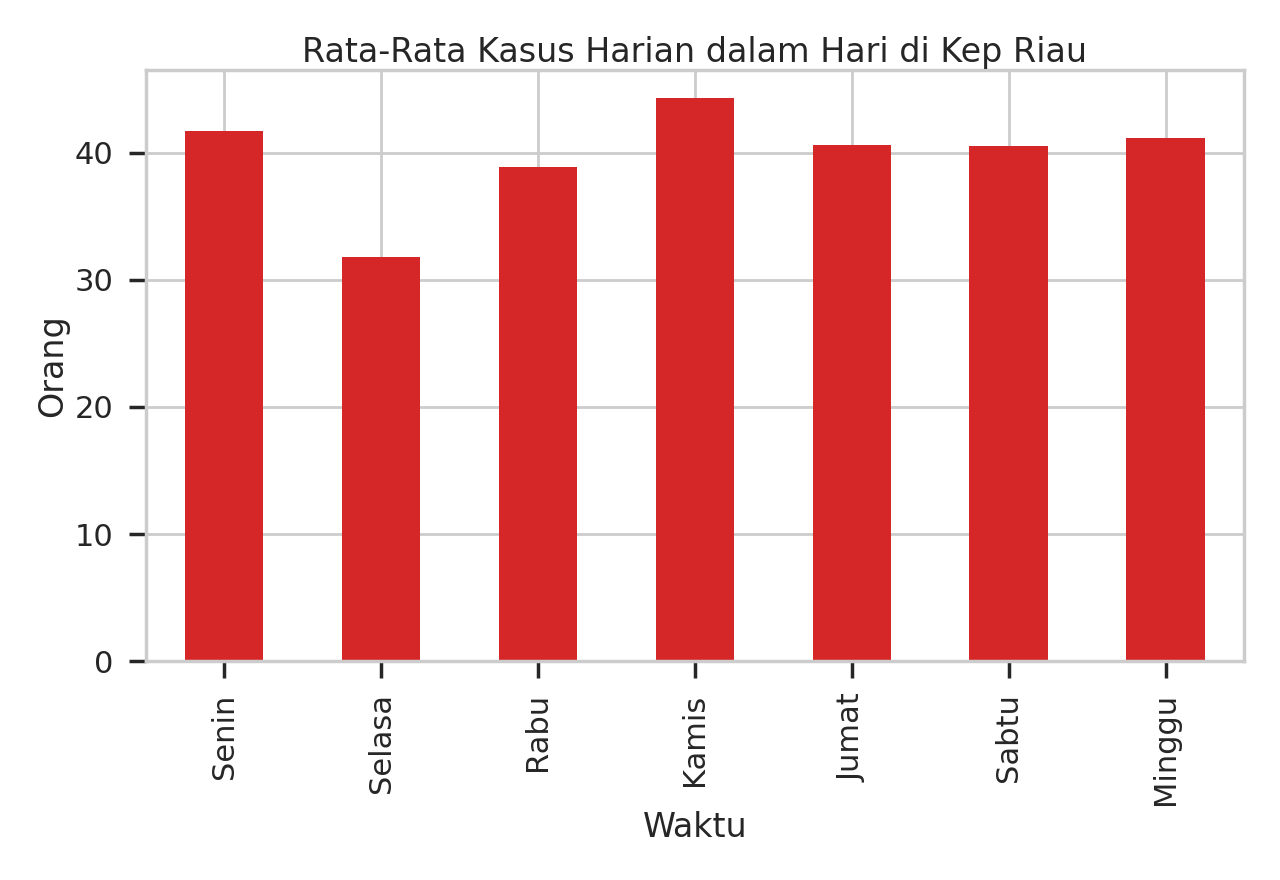 Rata-Rata Kasus Harian dalam Hari di Kep Riau
Orang
40
30
20
10
0
Senin
Selasa
Rabu
Kamis
Jumat
Sabtu
Minggu
Waktu